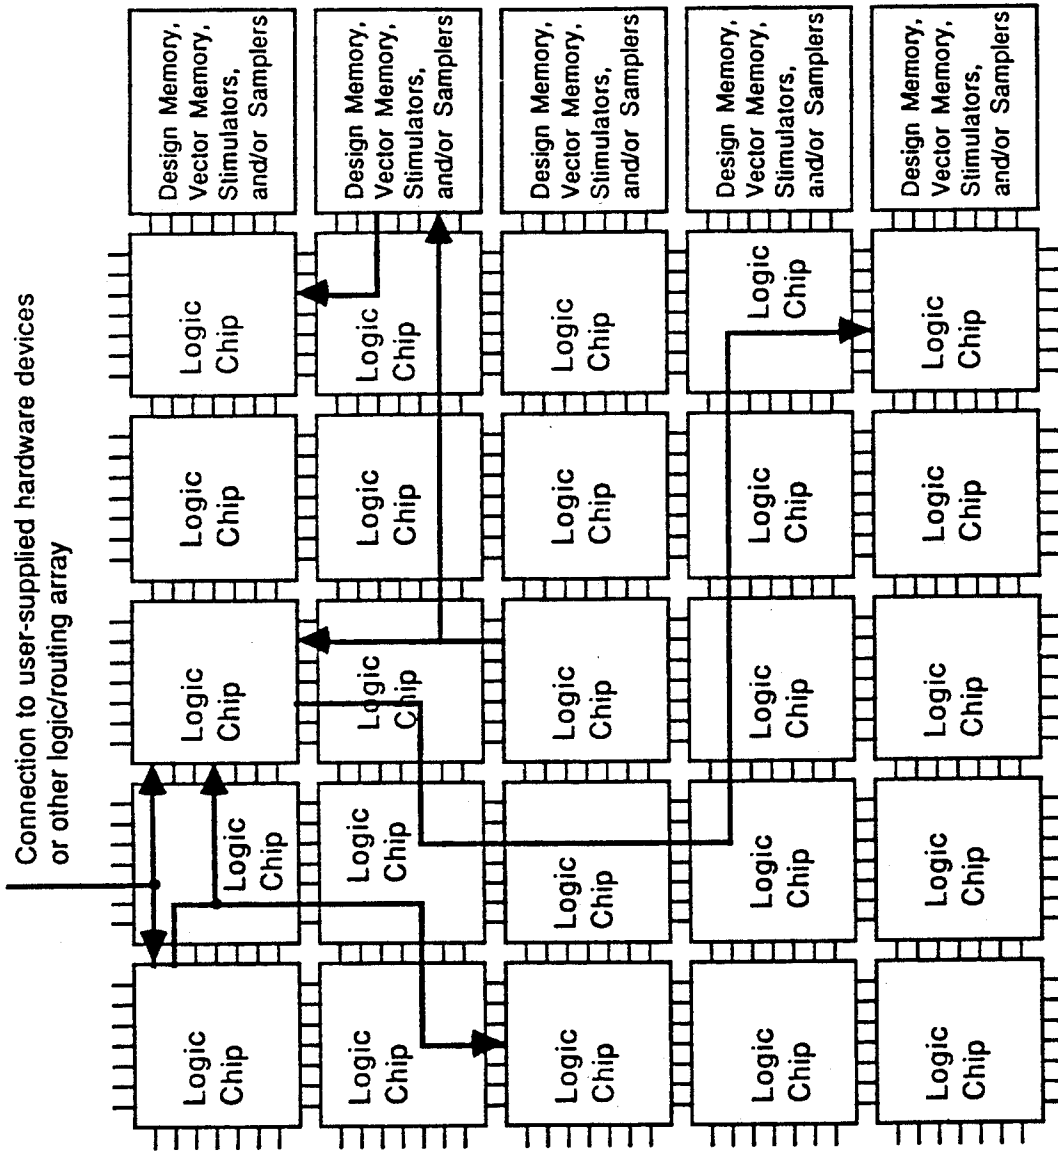 Connection to user-supplied hardware devices
or other logic/routing array
Logic
Chip
Logic
Chip
Logic
Chip
Logic
Chip
Logic
Chip
Design Memory,
Vector Memory,
Stimulators,
and/or Samplers
Logic
Chip
Logic
Chip
Logic
Chip
Logic
Chip
Logic
Chip
Design Memory,
Vector Memory,
Stimulators,
and/or Samplers
Logic
Chip
Logic
Chip
Logic
Chip
Logic
Chip
Logic
Chip
Design Memory,
Vector Memory,
Stimulators,
and/or Samplers
Logic
Chip
Logic
Chip
Logic
Chip
Logic
Chip
Logic
Chip
Design Memory,
Vector Memory,
Stimulators,
and/or Samplers
Logic
Chip
Logic
Chip
Logic
Chip
Logic
Chip
Logic
Chip
Design Memory,
Vector Memory,
Stimulators,
and/or Samplers